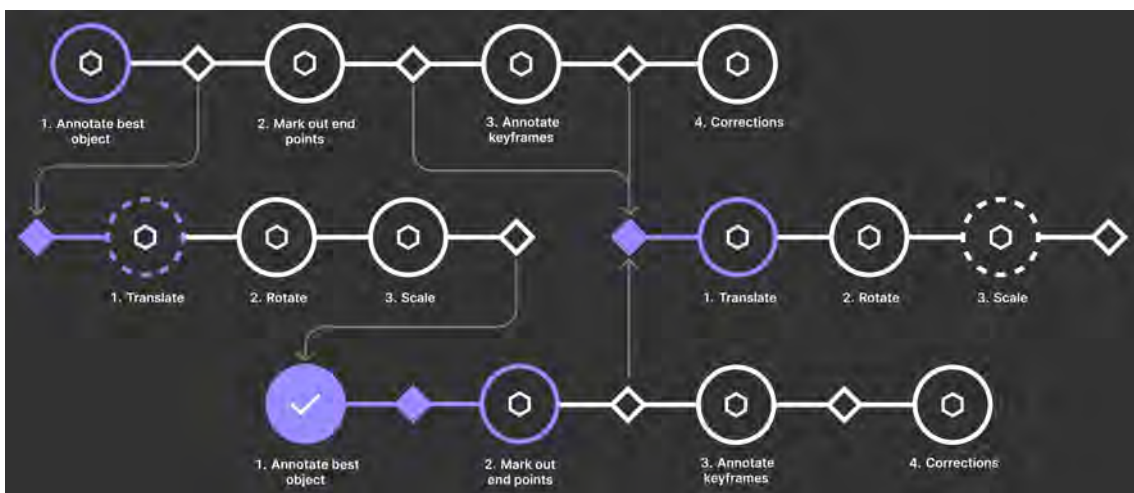 1. Annotate best
object
2. Mark out end
points
3. Annotate
keyframes
4. Corrections
1. Translate
2. Rotate
3. Scale
1. Translate
2. Rotate
3. Scale
1. Annotate best
object
2. Mark out
end points
3. Annotate
keyframes
4. Corrections